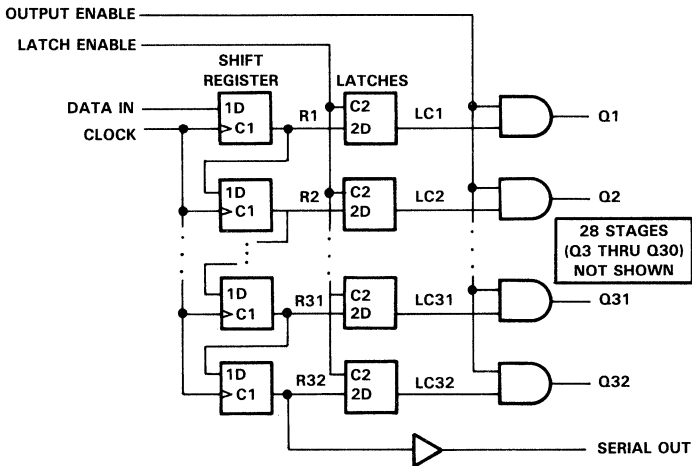 OUTPUT ENABLE
LATCH ENABLE
SHIFT
REGISTER
LATCHES
DATA IN
CLOCK
1D
C1
R1
C2
2D
LC1
Q1
1D
C1
R2
C2
2D
LC2
Q2
28 STAGES
(Q3 THRU Q30)
NOT SHOWN
1D
C1
R31
C2
2D
LC31
Q31
1D
C1
R32
C2
2D
LC32
Q32
SERIAL OUT